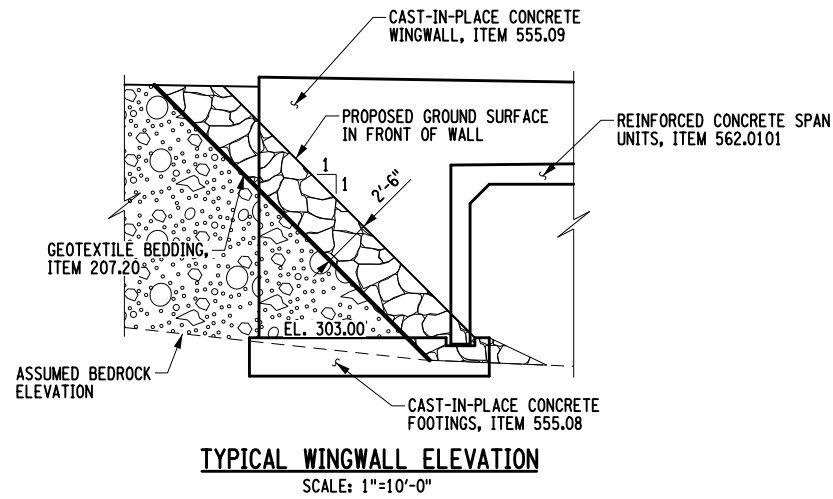 CAST-IN-PLACE CONCRETE
WINGWALL, ITEM 555.09
PROPOSED GROUND SURFACE
IN FRONT OF WALL
REINFORCED CONCRETE SPAN
UNITS, ITEM 562.0101
1
1
2'-6"
GEOTEXTILE BEDDING,
ITEM 207.20
EL. 303.00
ASSUMED BEDROCK
ELEVATION
CAST-IN-PLACE CONCRETE
FOOTINGS, ITEM 555.08
TYPICAL WINGWALL ELEVATION
SCALE: 1"=10'-0"